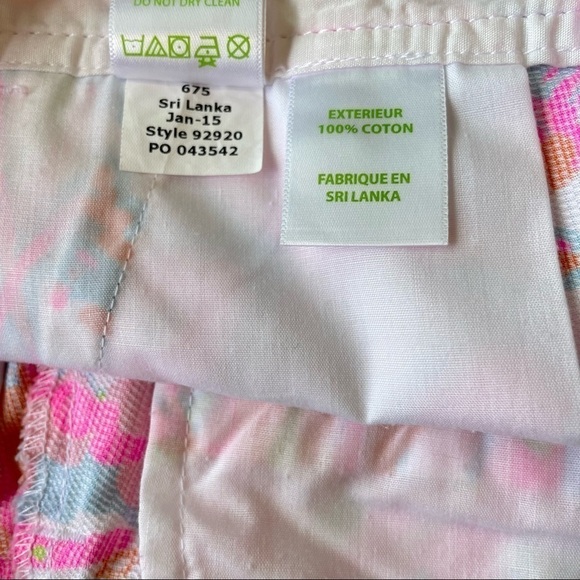 DO NOT DRY CLEAN
675
Sri Lanka
Jan-15
Style 92920
PO 043542
EXTERIEUR
100% COTON
FABRIQUE EN
SRI LANKA